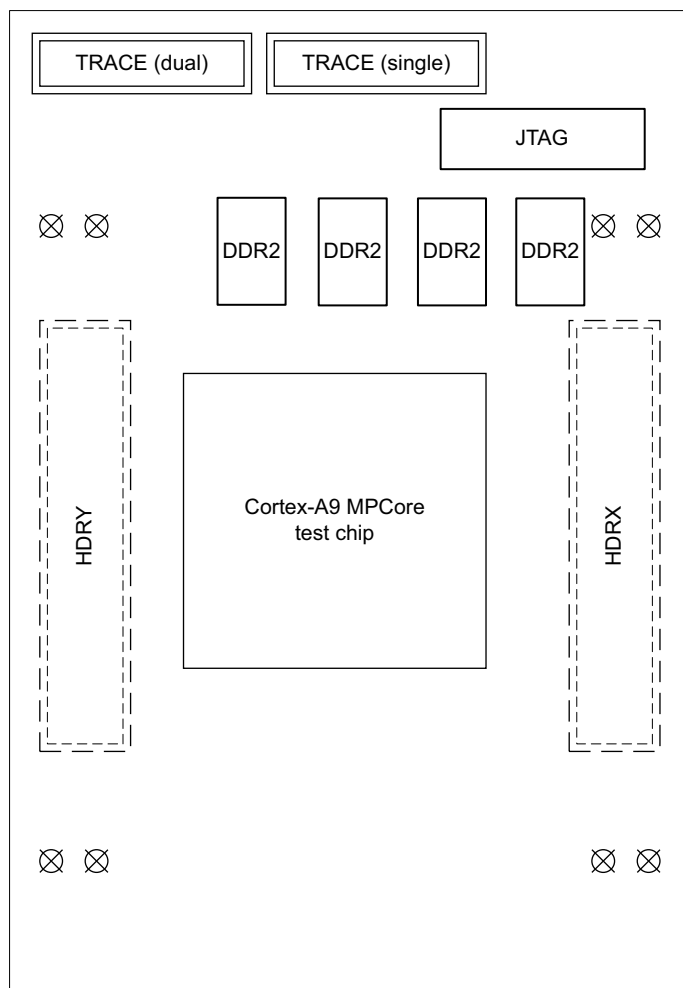 TRACE (dual)
TRACE (single)
JTAG
DDR2
DDR2
DDR2
DDR2
HDRY
Cortex-A9 MPCore
test chip
HDRX